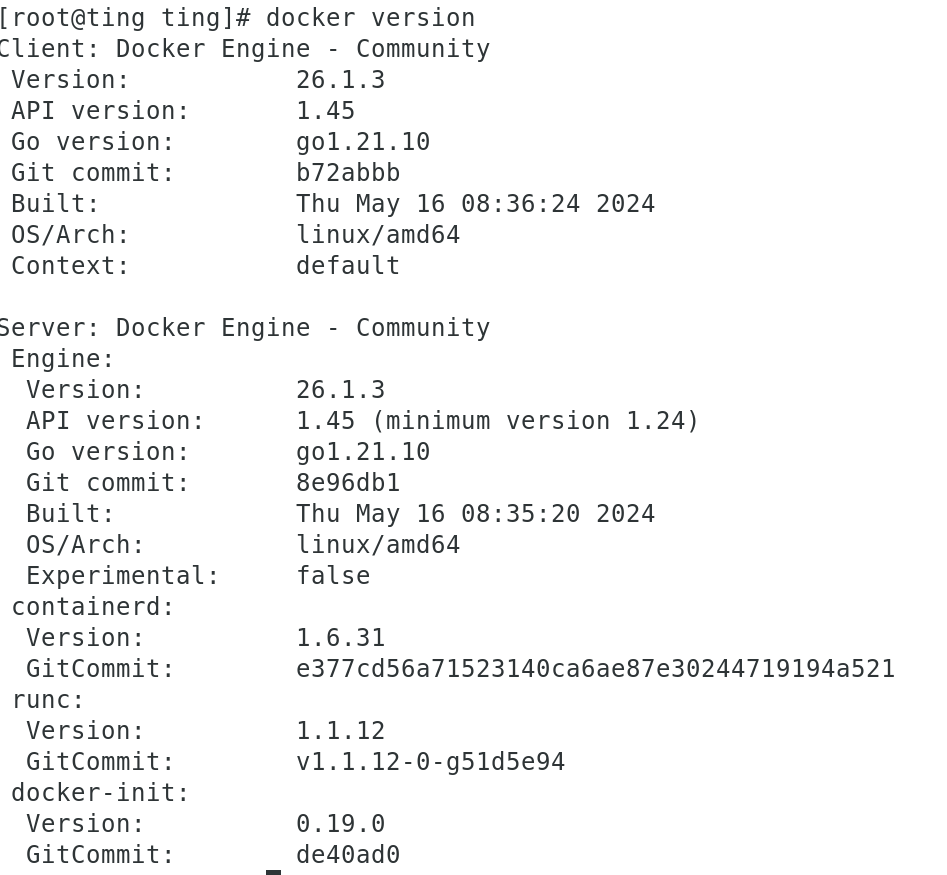 [root@ting ting]# docker version
Client: Docker Engine - Community
 Version:           26.1.3
 API version:       1.45
 Go version:        go1.21.10
 Git commit:        b72abbb
 Built:             Thu May 16 08:36:24 2024
 OS/Arch:           linux/amd64
 Context:           default

Server: Docker Engine - Community
 Engine:
  Version:          26.1.3
  API version:      1.45 (minimum version 1.24)
  Go version:       go1.21.10
  Git commit:       8e96db1
  Built:            Thu May 16 08:35:20 2024
  OS/Arch:          linux/amd64
  Experimental:     false
 containerd:
  Version:          1.6.31
  GitCommit:        e377cd56a71523140ca6ae87e30244719194a521
 runc:
  Version:          1.1.12
  GitCommit:        v1.1.12-0-g51d5e94
 docker-init:
  Version:          0.19.0
  GitCommit:        de40ad0